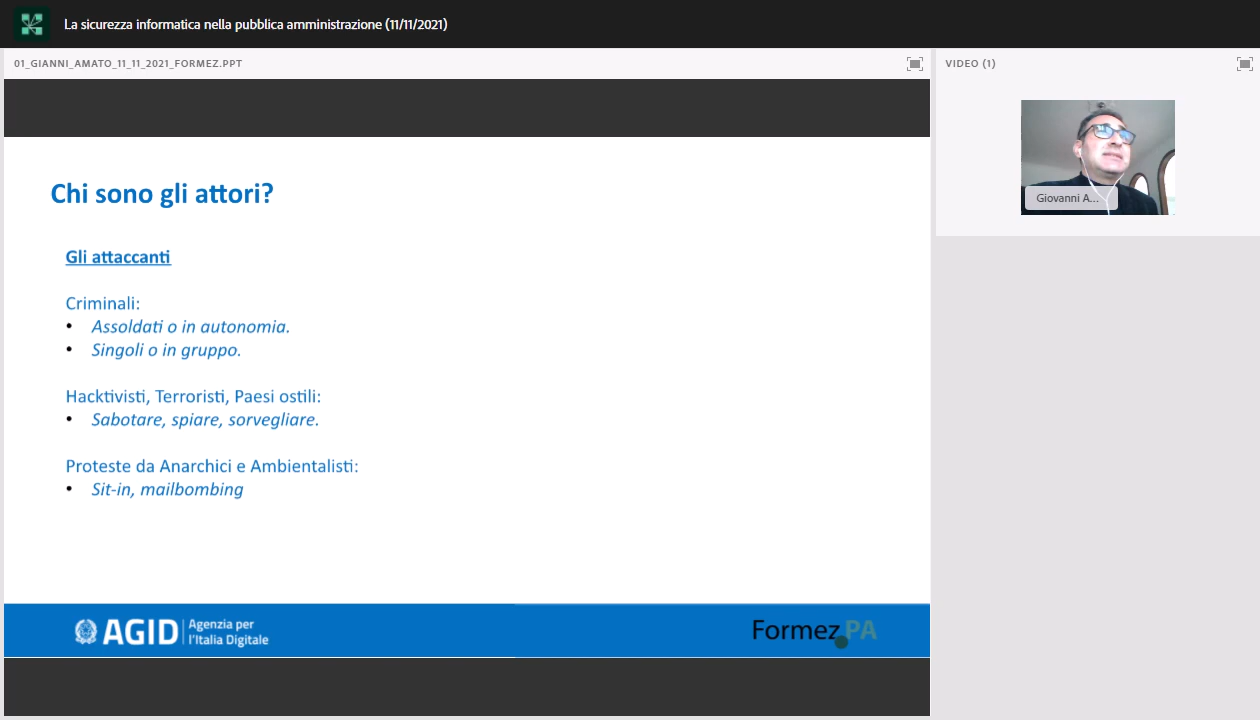 La sicurezza informatica nella pubblica amministrazione (11/11/2021)
01_GIANNI_AMATO_11_11_2021_FORMEZ.PPT
VIDEO (1)
Giovanni A...
Chi sono gli attori?
Gli attaccanti
Criminali:
• Assoldati o in autonomia.
• Singoli o in gruppo.
Hacktivisti, Terroristi, Paesi ostili:
• Sabotare, spiare, sorvegliare.
Proteste da Anarchici e Ambientalisti:
• Sit-in, mailbombing
AGID Agenzia per
l'Italia Digitale
Formez PA